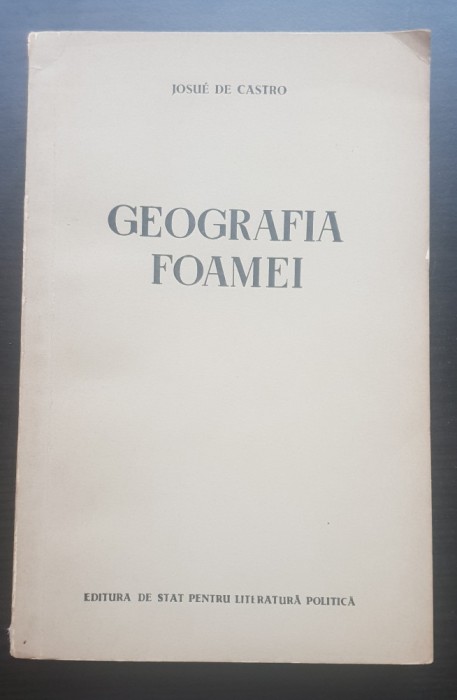 JOSUÉ DE CASTRO
GEOGRAFIA
FOAMEI
EDITURA DE STAT PENTRU LITERATURĂ POLITICĂ